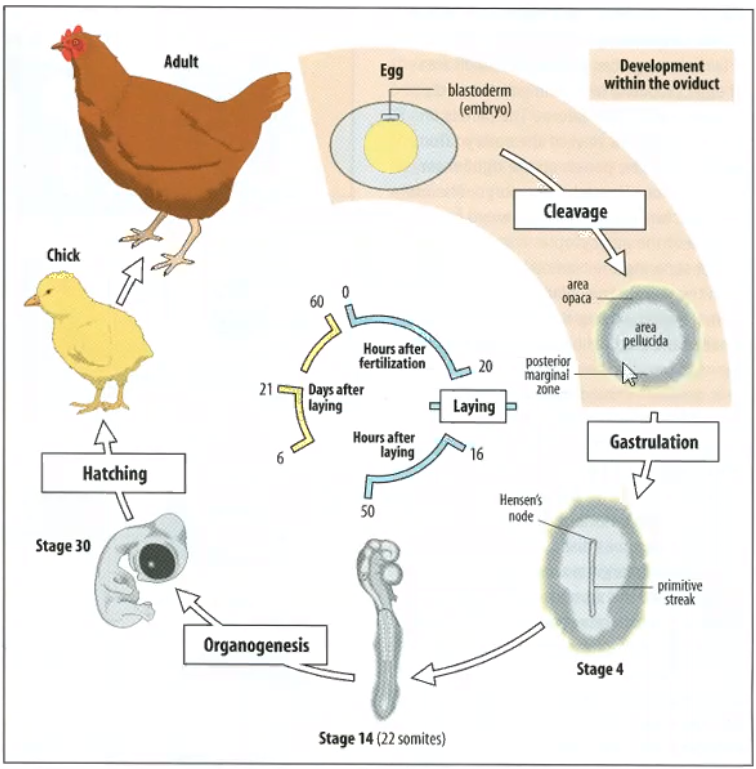 Adult
Egg
blastoderm
(embryo)
Development
within the oviduct
Cleavage
Chick
area
opaca
area
pellucida
posterior
marginal
zone
60
0
Hours after
fertilization
20
21
Days after
laying
Laying
Hours after
laying
6
16
50
Gastrulation
Hatching
Hensen's
node
primitive
streak
Stage 30
Organogenesis
Stage 4
Stage 14 (22 somites)